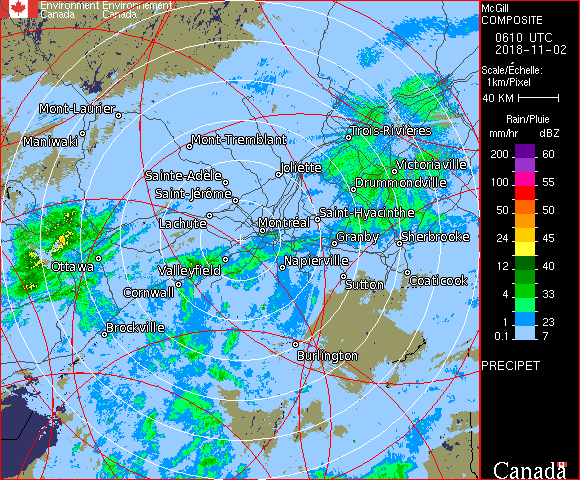 Environment Environnement
Canada Canada
McGill
COMPOSITE
0610 UTC
2018-11-02
Scale/Échelle:
1km/Pixel
40 KM
Rain/Pluie
mm/hr dBZ
200 60
55
100 55
50 50
24 45
12 40
4 33
1 23
0.1 7
PRECIPET
Canada
Mont-Laurier
Maniwaki
Mont-Tremblant
Trois-Rivières
Joliette
Victoriaville
Sainte-Adèle
Drummondville
Saint-Jérôme
Saint-Hyacinthe
Lachute
Montréal
Granby
Sherbrooke
Ottawa
Valleyfield
Napierville
Cornwall
Sutton
Coaticook
Brockville
Burlington